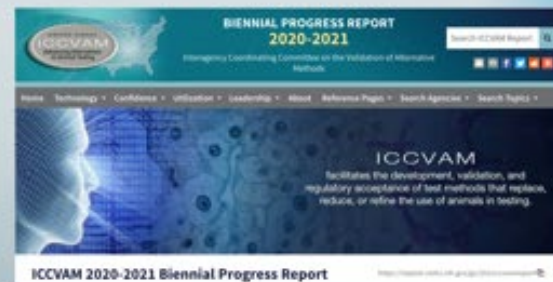 ICCVAM
BIENNIAL PROGRESS REPORT
2020-2021
Interagency Coordinating Committee on the Validation of Alternative
Methods
Search ICCVAM Report
Home Technology Confidence Utilization Leadership About Reference Pages Search Agencies Search Topics
ICCVAM
facilitates the development, validation, and
regulatory acceptance of test methods that replace,
reduce, or refine the use of animals in testing.
ICCVAM 2020-2021 Biennial Progress Report